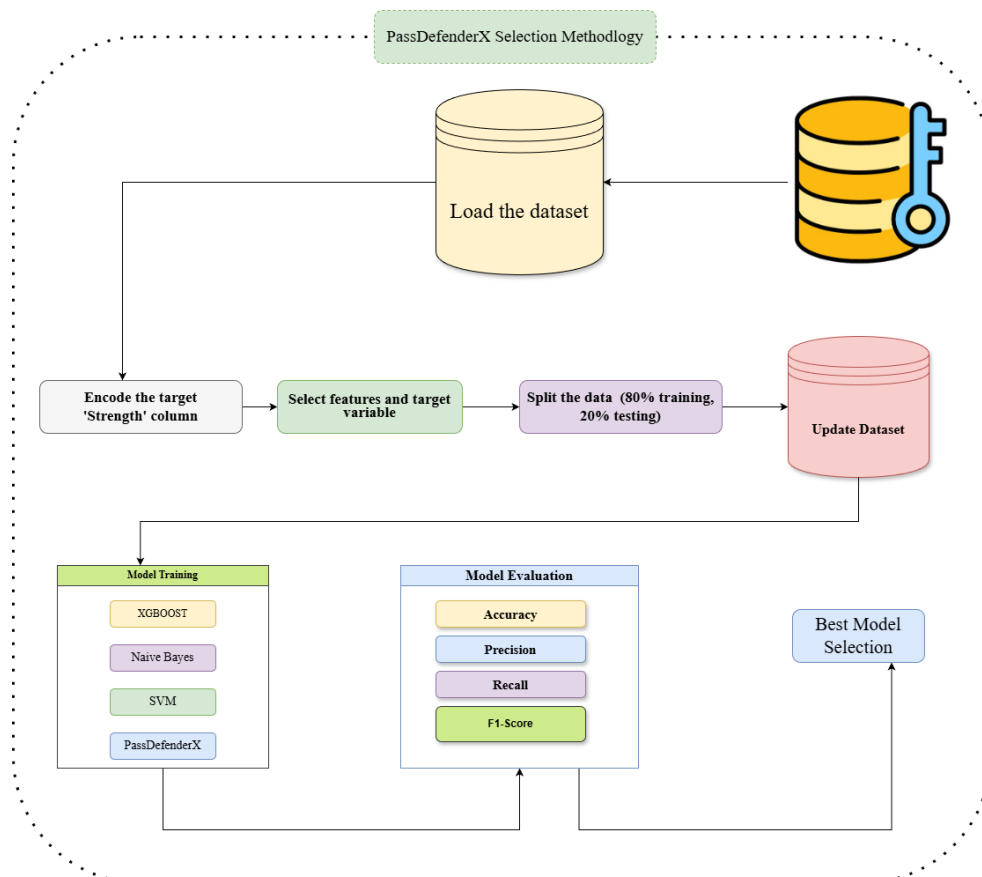 PassDefenderX Selection Methodlogy
Load the dataset
Encode the target
'Strength' column
Select features and target
variable
Split the data (80% training,
20% testing)
Update Dataset
Model Training
XGBOOST
Naive Bayes
SVM
PassDefenderX
Model Evaluation
Accuracy
Precision
Recall
F1-Score
Best Model
Selection